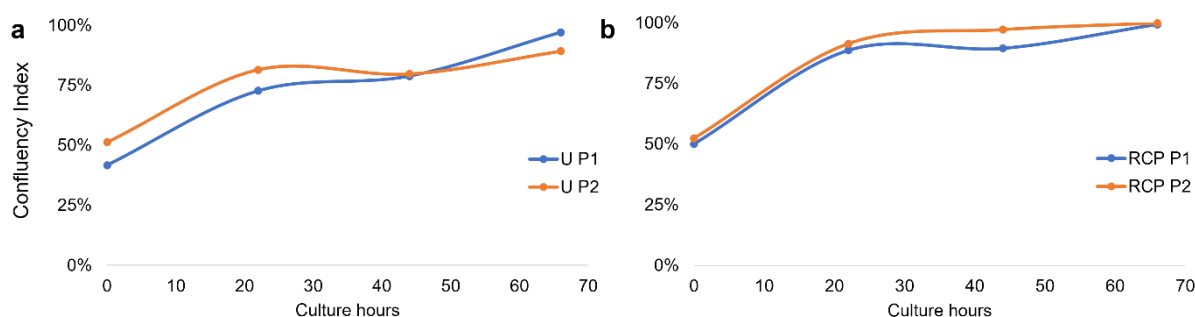 a
100%
75%
50%
25%
0%
Confluency Index
U P1
U P2
0 10 20 30 40 50 60 70
Culture hours
b
100%
75%
50%
25%
0%
RCP P1
RCP P2
0 10 20 30 40 50 60 70
Culture hours